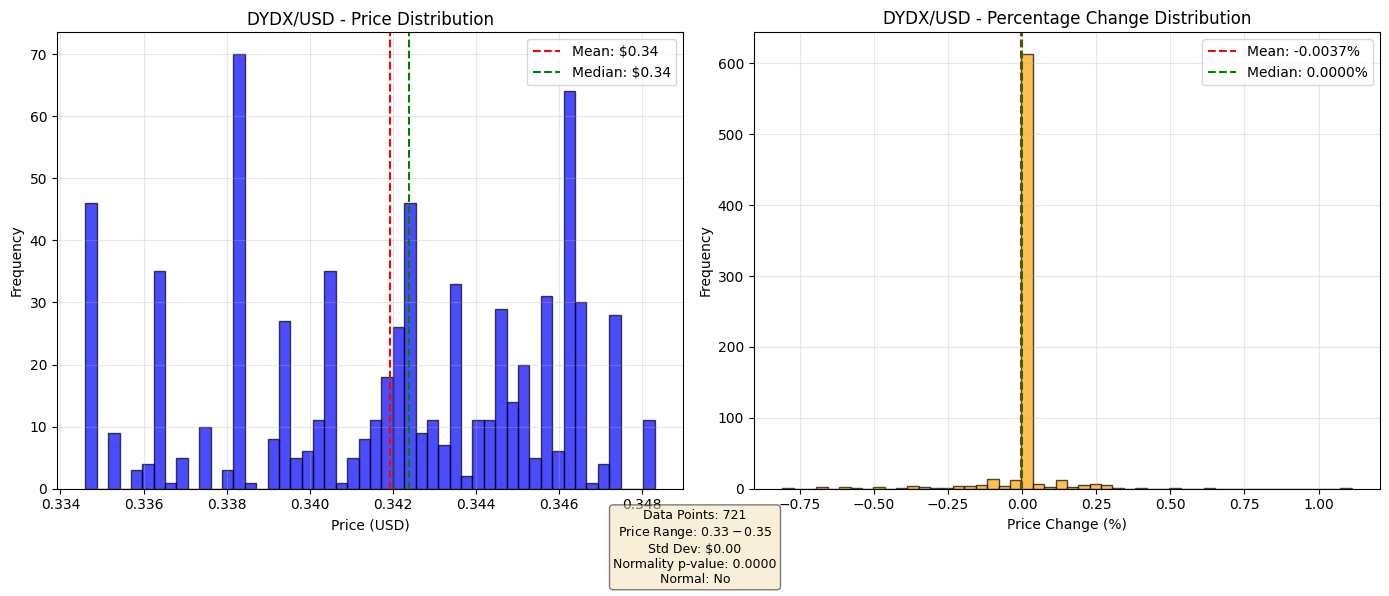 DYDX/USD - Price Distribution
70
60
50
40
30
20
10
0
Frequency
Mean: $0.34
Median: $0.34
0.334
0.336
0.338
0.340
0.342
0.344
0.346
0.348
Price (USD)
DYDX/USD - Percentage Change Distribution
600
500
400
300
200
100
0
Frequency
Mean: -0.0037%
Median: 0.0000%
−0.75
−0.50
−0.25
0.00
0.25
0.50
0.75
1.00
Price Change (%)
Data Points: 721
Price Range: 0.33 − 0.35
Std Dev: $0.00
Normality p-value: 0.0000
Normal: No